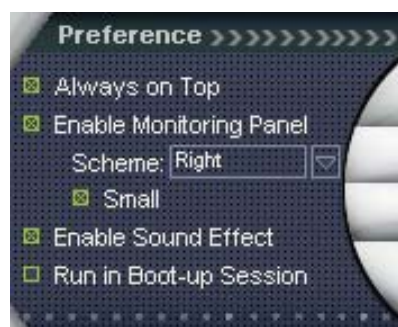 Preference >>>>>>>>>>>
Always on Top
Enable Monitoring Panel
Scheme: Right
Small
Enable Sound Effect
Run in Boot-up Session